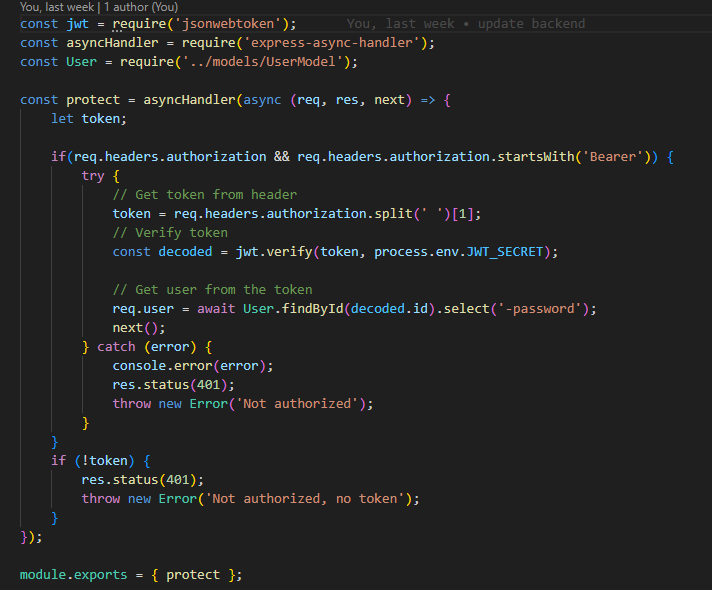 You, last week | 1 author (You)
const jwt = require('jsonwebtoken');     You, last week • update backend
const asyncHandler = require('express-async-handler');
const User = require('../models/UserModel');

const protect = asyncHandler(async (req, res, next) => {
    let token;

    if(req.headers.authorization && req.headers.authorization.startsWith('Bearer')) {
        try {
            // Get token from header
            token = req.headers.authorization.split(' ')[1];
            // Verify token
            const decoded = jwt.verify(token, process.env.JWT_SECRET);

            // Get user from the token
            req.user = await User.findById(decoded.id).select('-password');
            next();
        } catch (error) {
            console.error(error);
            res.status(401);
            throw new Error('Not authorized');
        }
    }
    if (!token) {
        res.status(401);
        throw new Error('Not authorized, no token');
    }
});

module.exports = { protect };